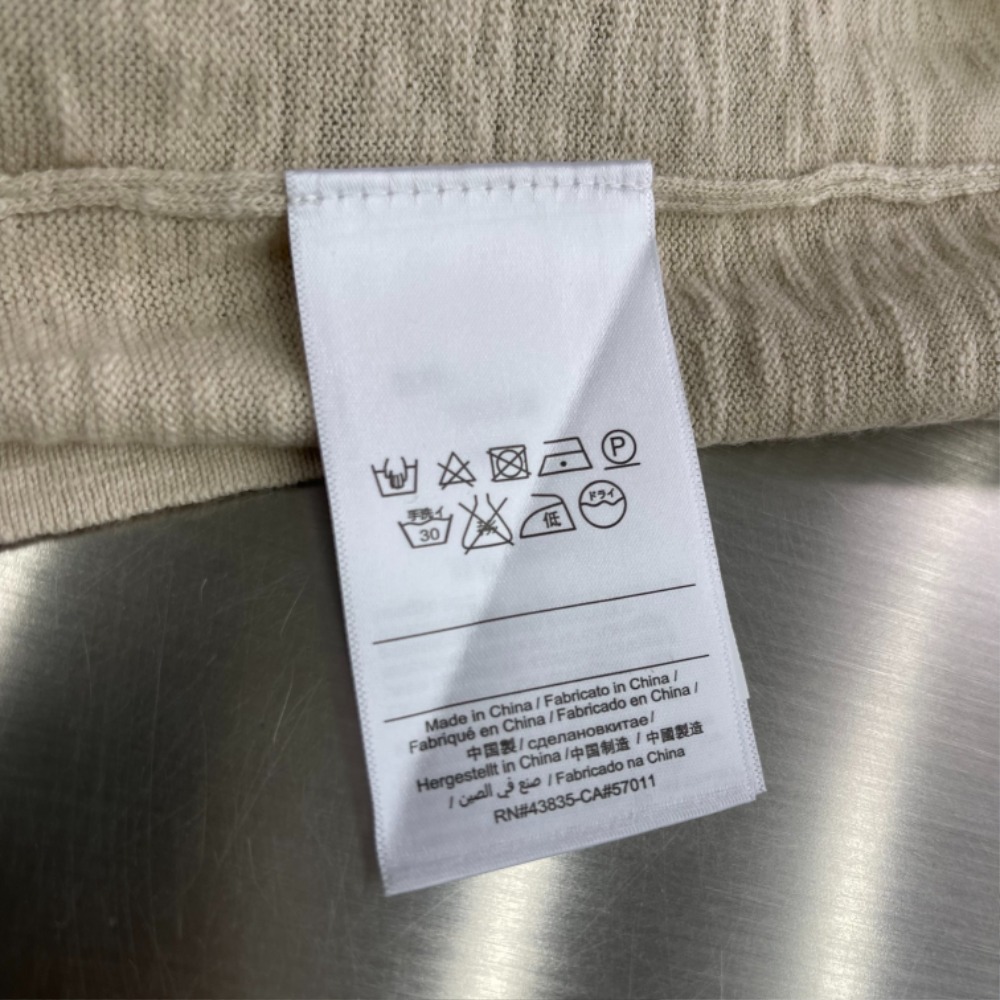 P
手洗イ
30
ドライ
低
Made in China / Fabricato in China /
Fabriqué en China / Fabricado en China /
中国製 / сделановкитае /
Hergestellt in China /中国制造 / 中國製造
/ صنع في الصين / Fabricado na China
RN#43835-CA#57011